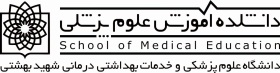 دانشکده آموزش علوم پزشکی
School of Medical Education
دانشگاه علوم پزشکی و خدمات بهداشتی درمانی شهید بهشتی